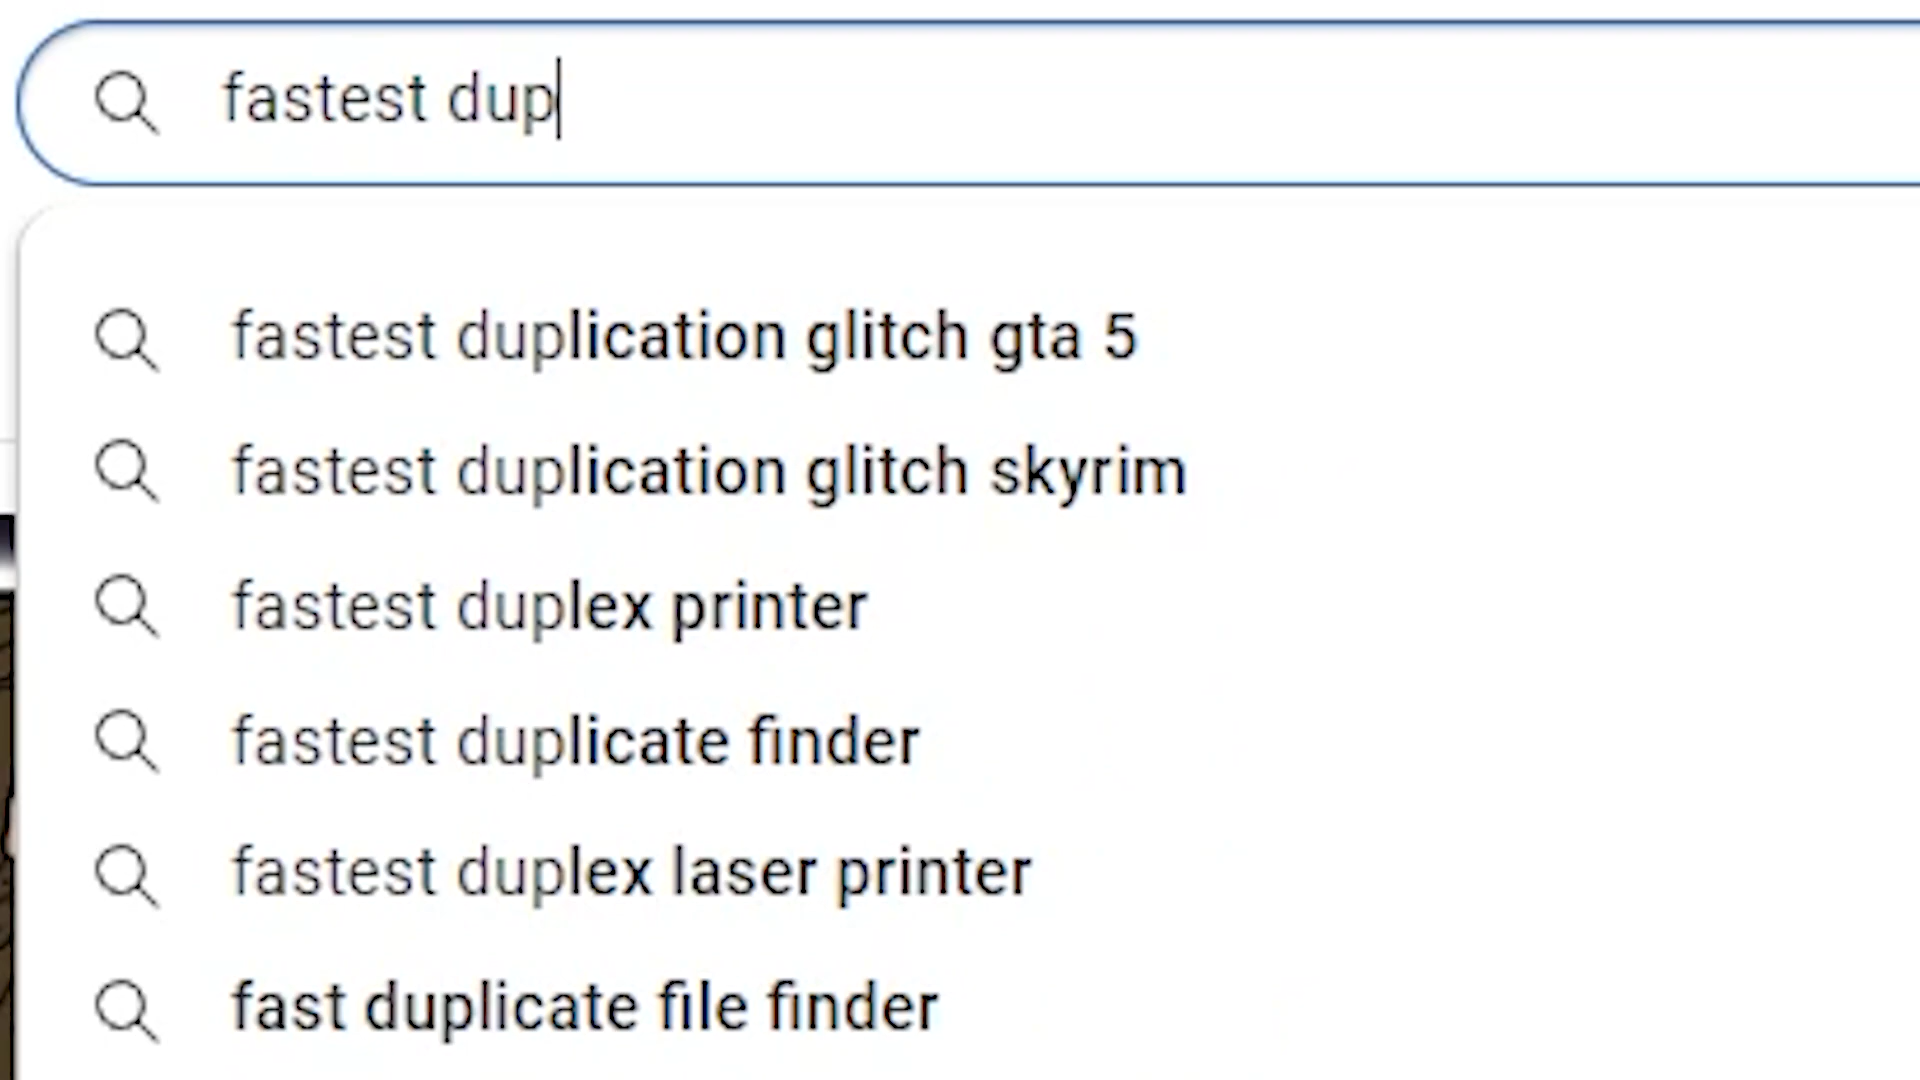 fastest dup
fastest duplication glitch gta 5
fastest duplication glitch skyrim
fastest duplex printer
fastest duplicate finder
fastest duplex laser printer
fast duplicate file finder